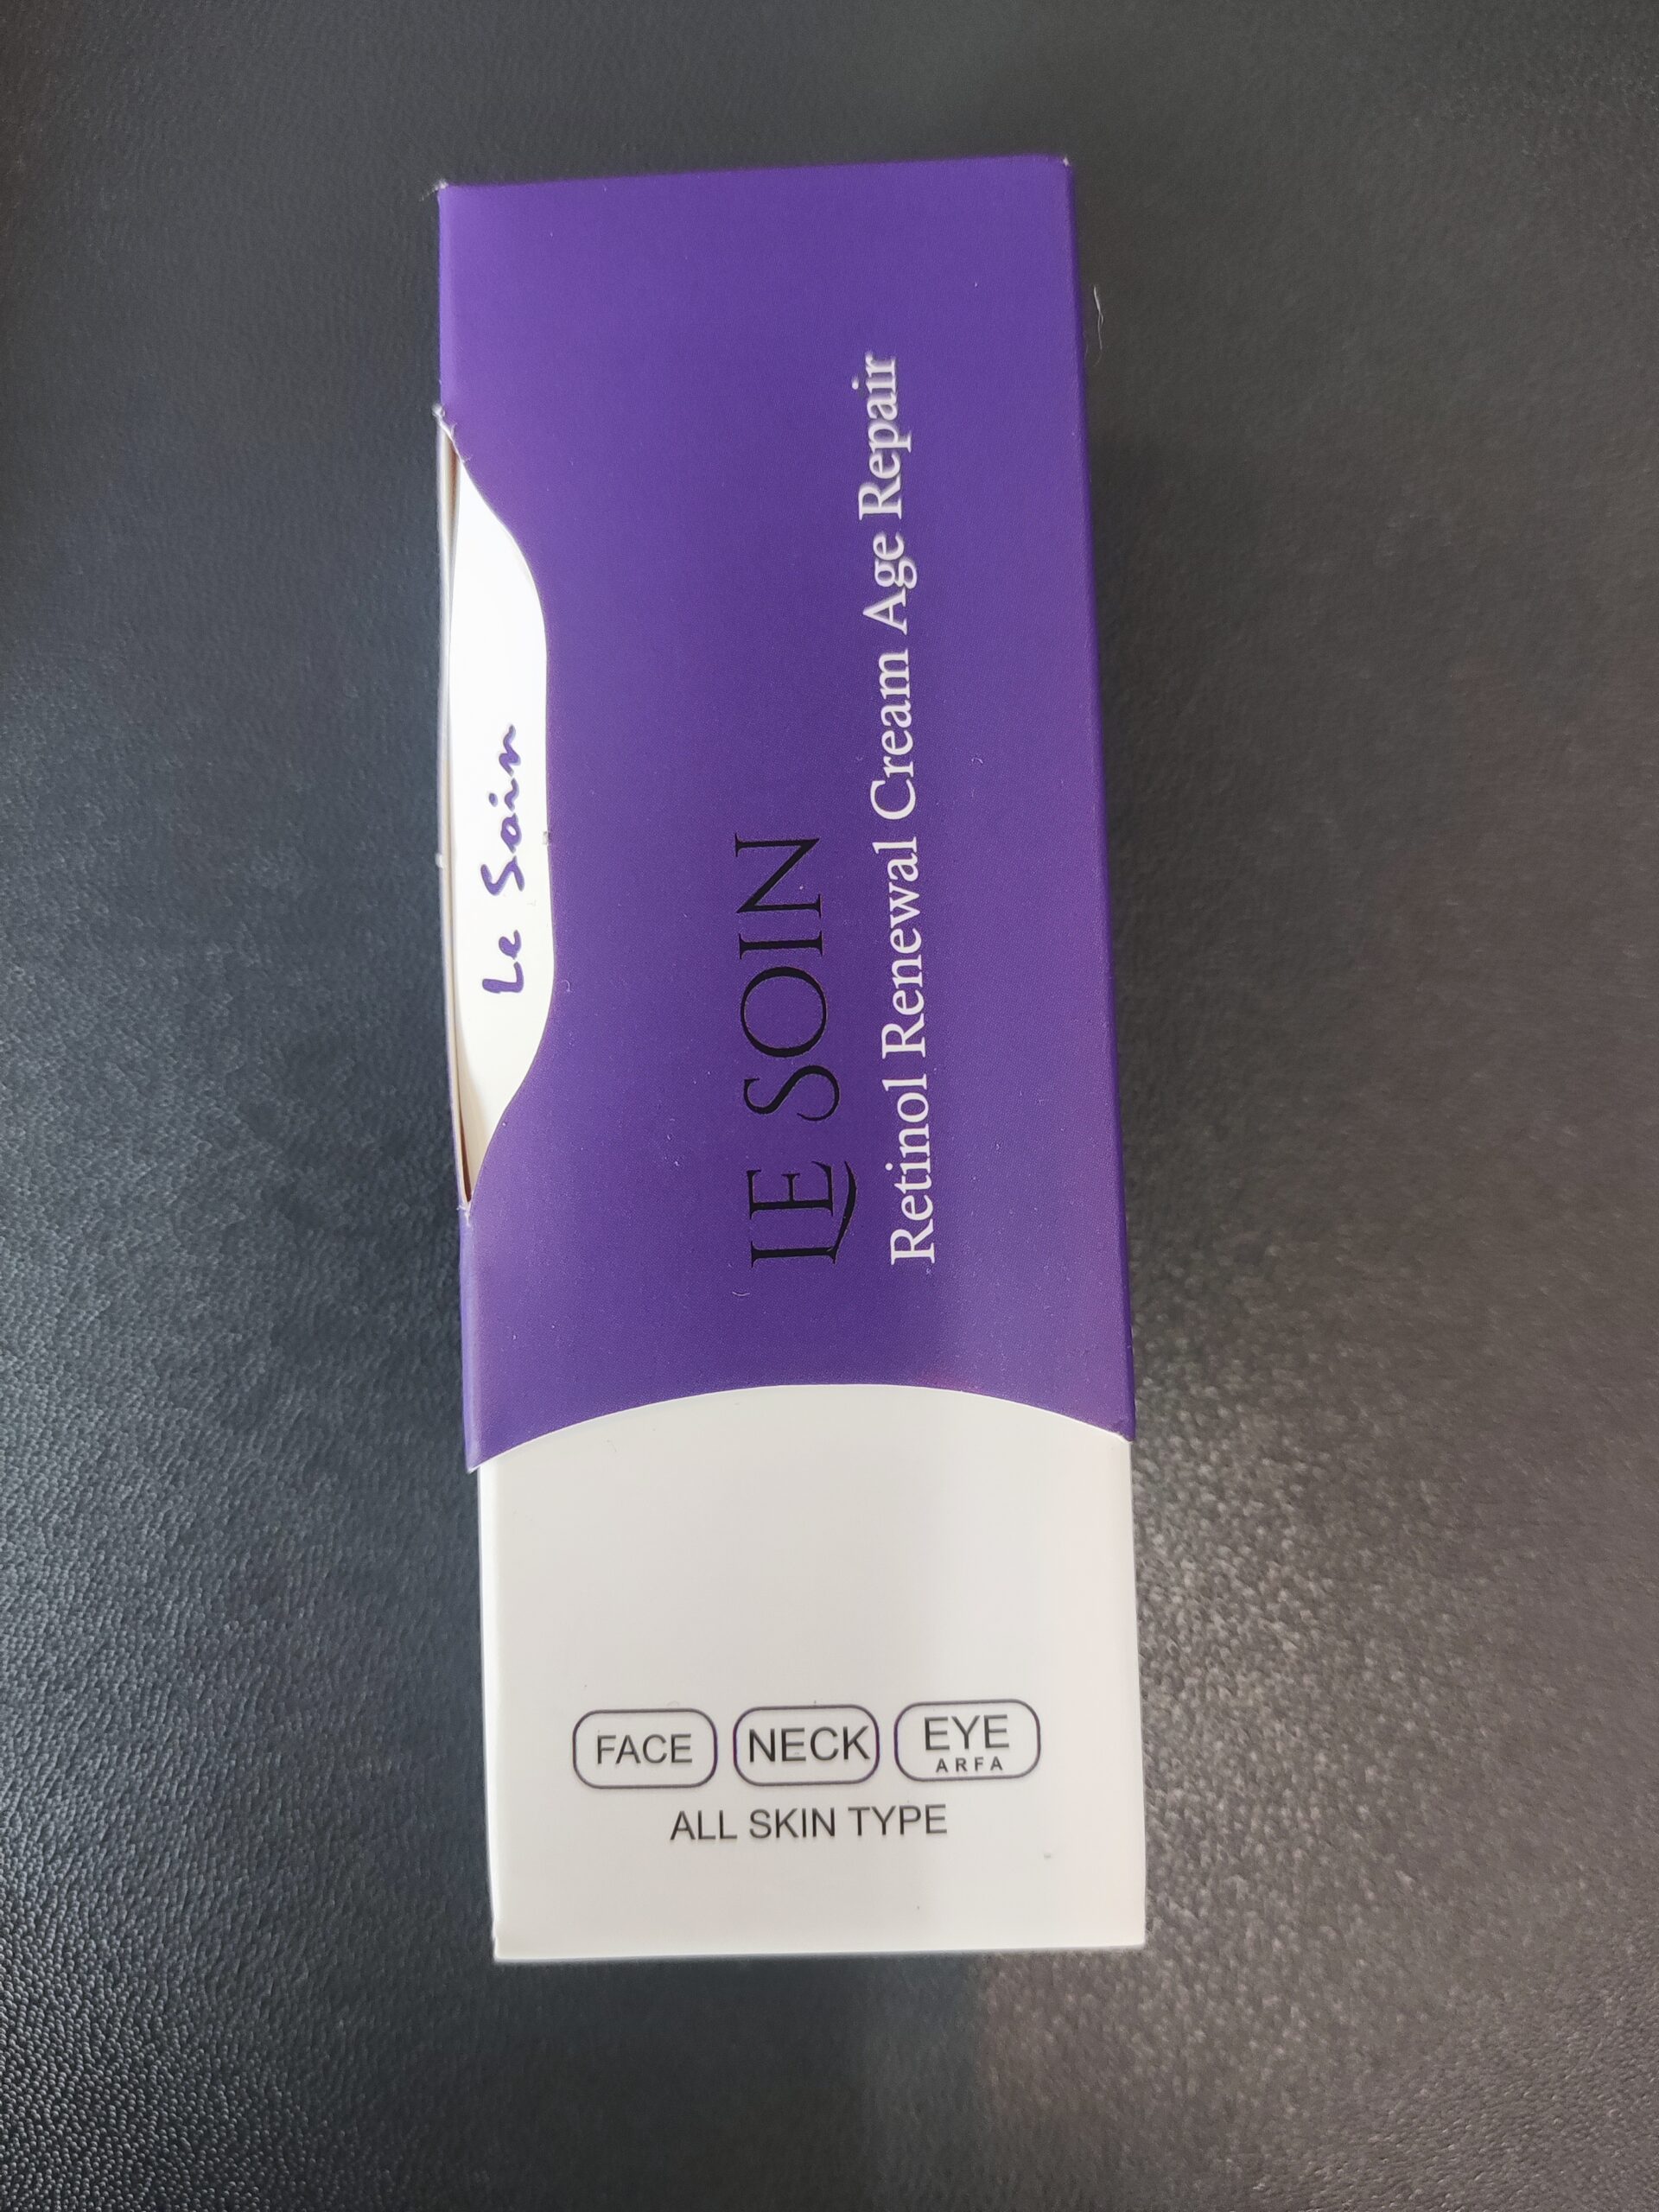 Le Soin
LE SOIN
Retinol Renewal Cream Age Repair
FACE
NECK
EYE
ARFA
ALL SKIN TYPE